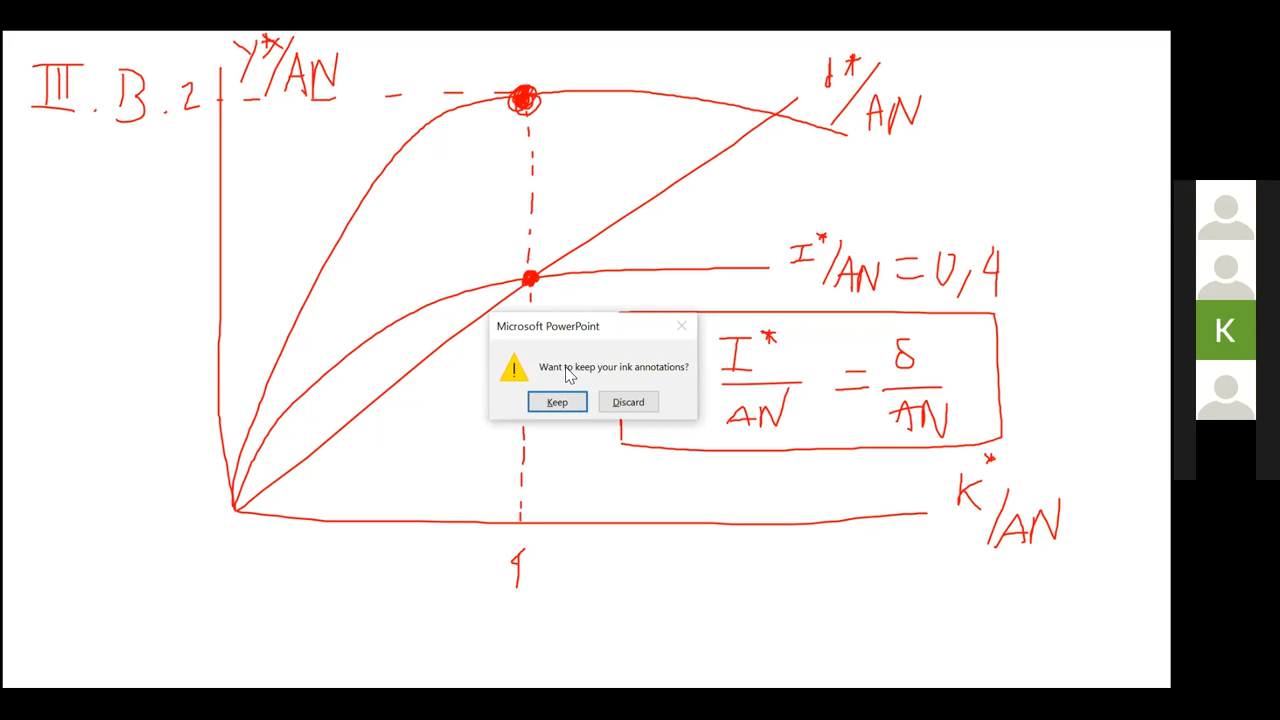 III.B.2
Y*/AN
δ*/AN
I*/AN = 0,4
Microsoft PowerPoint
Want to keep your ink annotations?
Keep
Discard
I*/AN = δ/AN
K*/AN
K